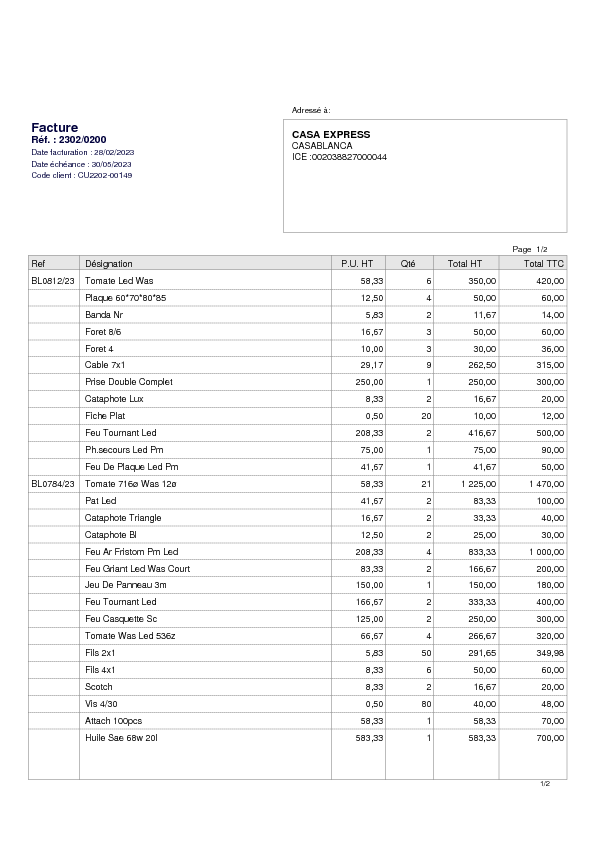 Adressé à:
Facture
Réf. : 2302/0200
Date facturation : 28/02/2023
Date échéance : 30/05/2023
Code client : CU2202-00149
CASA EXPRESS
CASABLANCA
ICE :002038827000044
Page 1/2
Ref Désignation P.U. HT Qté Total HT Total TTC
BL0812/23 Tomate Led Was 58,33 6 350,00 420,00
Plaque 60*70*80*85 12,50 4 50,00 60,00
Banda Nr 5,83 2 11,67 14,00
Foret 8/6 16,67 3 50,00 60,00
Foret 4 10,00 3 30,00 36,00
Cable 7x1 29,17 9 262,50 315,00
Prise Double Complet 250,00 1 250,00 300,00
Cataphote Lux 8,33 2 16,67 20,00
Fiche Plat 0,50 20 10,00 12,00
Feu Tournant Led 208,33 2 416,67 500,00
Ph.secours Led Pm 75,00 1 75,00 90,00
Feu De Plaque Led Pm 41,67 1 41,67 50,00
BL0784/23 Tomate 716ø Was 12ø 58,33 21 1 225,00 1 470,00
Pat Led 41,67 2 83,33 100,00
Cataphote Triangle 16,67 2 33,33 40,00
Cataphote Bl 12,50 2 25,00 30,00
Feu Ar Fristom Pm Led 208,33 4 833,33 1 000,00
Feu Griant Led Was Court 83,33 2 166,67 200,00
Jeu De Panneau 3m 150,00 1 150,00 180,00
Feu Tournant Led 166,67 2 333,33 400,00
Feu Casquette Sc 125,00 2 250,00 300,00
Tomate Was Led 536z 66,67 4 266,67 320,00
Fils 2x1 5,83 50 291,65 349,98
Fils 4x1 8,33 6 50,00 60,00
Scotch 8,33 2 16,67 20,00
Vis 4/30 0,50 80 40,00 48,00
Attach 100pcs 58,33 1 58,33 70,00
Huile Sae 68w 20l 583,33 1 583,33 700,00
1/2